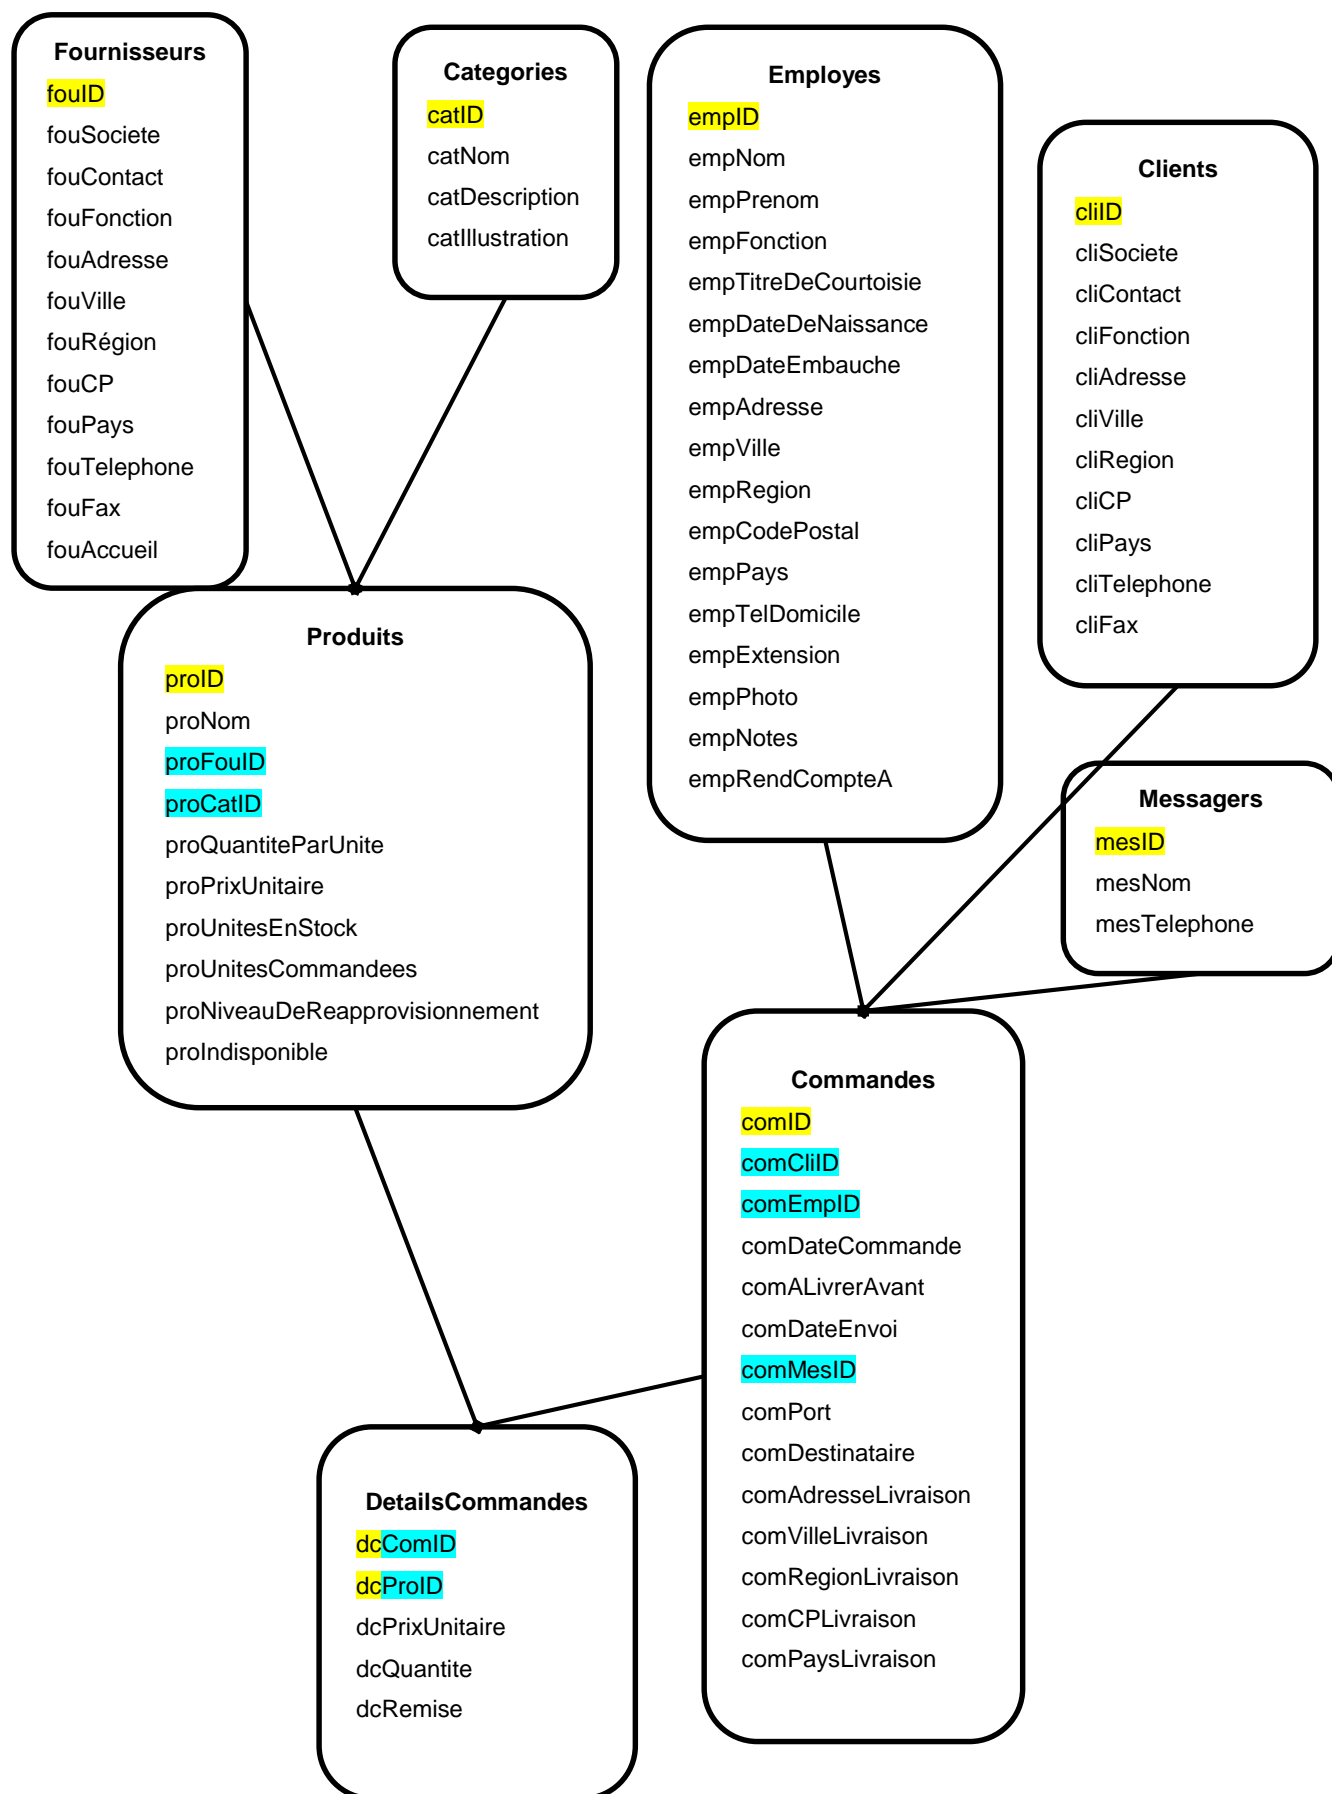 Fournisseurs
fouID
fouSociete
fouContact
fouFonction
fouAdresse
fouVille
fouRégion
fouCP
fouPays
fouTelephone
fouFax
fouAccueil
Categories
catID
catNom
catDescription
catIllustration
Employes
empID
empNom
empPrenom
empFonction
empTitreDeCourtoisie
empDateDeNaissance
empDateEmbauche
empAdresse
empVille
empRegion
empCodePostal
empPays
empTelDomicile
empExtension
empPhoto
empNotes
empRendCompteA
Clients
cliID
cliSociete
cliContact
cliFonction
cliAdresse
cliVille
cliRegion
cliCP
cliPays
cliTelephone
cliFax
Produits
proID
proNom
proFouID
proCatID
proQuantiteParUnite
proPrixUnitaire
proUnitesEnStock
proUnitesCommandees
proNiveauDeReapprovisionnement
proIndisponible
Messagers
mesID
mesNom
mesTelephone
Commandes
comID
comCliID
comEmpID
comDateCommande
comALivrerAvant
comDateEnvoi
comMesID
comPort
comDestinataire
comAdresseLivraison
comVilleLivraison
comRegionLivraison
comCPLivraison
comPaysLivraison
DetailsCommandes
dcComID
dcProID
dcPrixUnitaire
dcQuantite
dcRemise